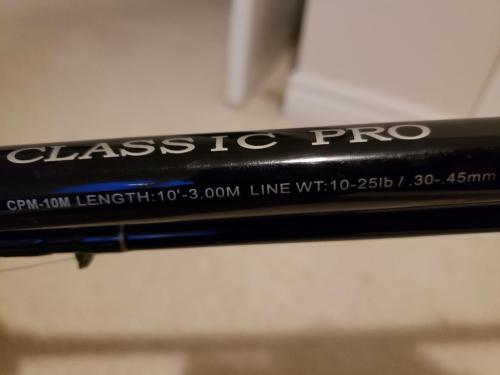 CLASSIC PRO
CPM-10M LENGTH:10'-3.00M LINE WT:10-25lb / .30-.45mm